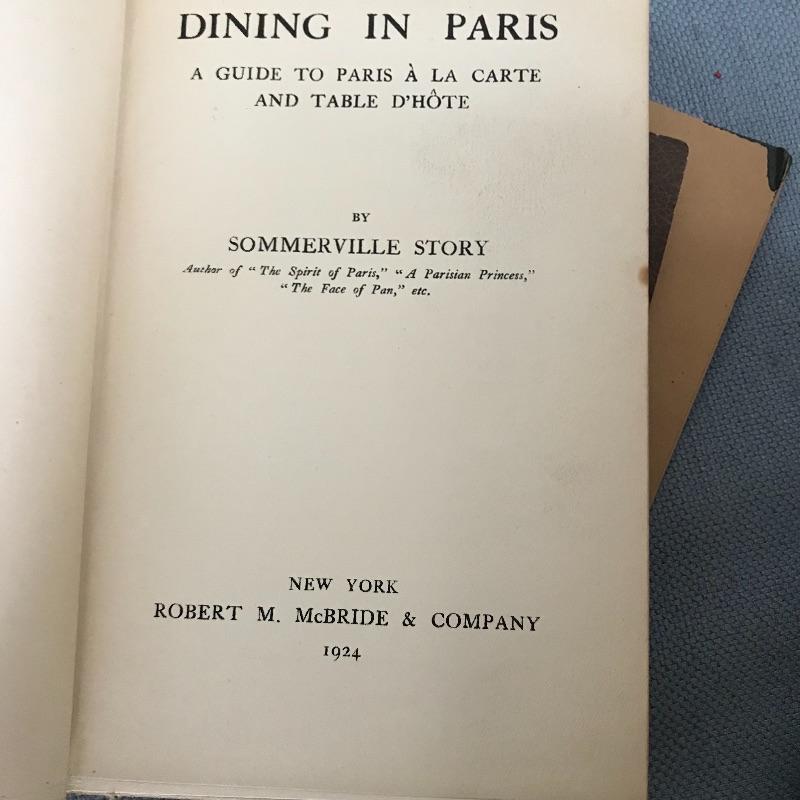 DINING IN PARIS
A GUIDE TO PARIS À LA CARTE
AND TABLE D'HÔTE
BY
SOMMERVILLE STORY
Author of “The Spirit of Paris,” “A Parisian Princess,”
“The Face of Pan,” etc.
NEW YORK
ROBERT M. McBRIDE & COMPANY
1924